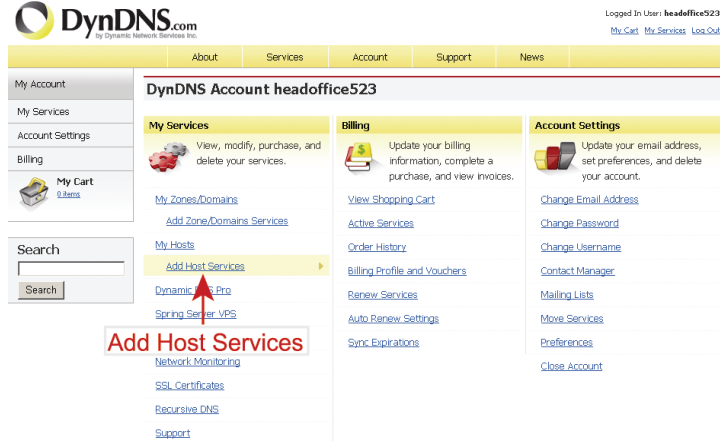 DynDNS.com
by Dynamic Network Services Inc.
Logged In User: headoffice523
My Cart My Services Log Out
About Services Account Support News
My Account
My Services
Account Settings
Billing
My Cart
0 items
Search
Search
DynDNS Account headoffice523
My Services
View, modify, purchase, and
delete your services.
My Zones/Domains
Add Zone/Domains Services
My Hosts
Add Host Services
Dynamic Pro
Spring Server VPS
Add Host Services
Network Monitoring
SSL Certificates
Recursive DNS
Support
Billing
Update your billing
information, complete a
purchase, and view invoices.
View Shopping Cart
Active Services
Order History
Billing Profile and Vouchers
Renew Services
Auto Renew Settings
Sync Expirations
Account Settings
Update your email address,
set preferences, and delete
your account.
Change Email Address
Change Password
Change Username
Contact Manager
Mailing Lists
Move Services
Preferences
Close Account